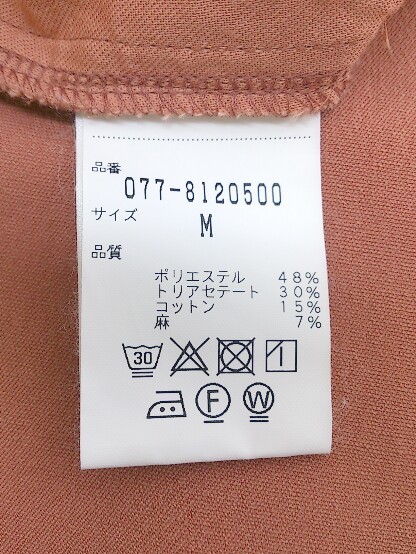 品番
077-8120500
サイズ
M
品質
ポリエステル 48%
トリアセテート 30%
コットン 15%
麻 7%
30
F W